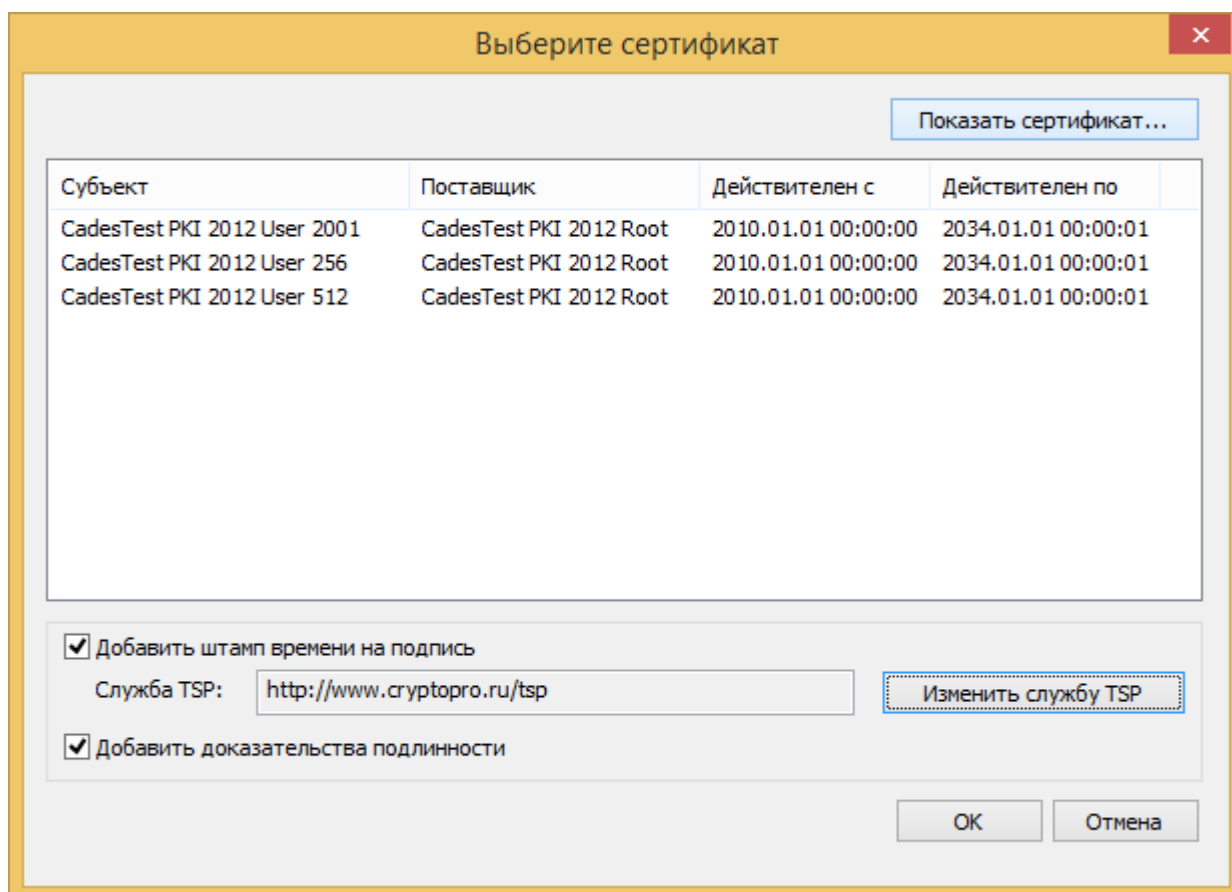 Выберите сертификат
Показать сертификат...
Субъект Поставщик Действителен с Действителен по
CadesTest PKI 2012 User 2001 CadesTest PKI 2012 Root 2010.01.01 00:00:00 2034.01.01 00:00:01
CadesTest PKI 2012 User 256 CadesTest PKI 2012 Root 2010.01.01 00:00:00 2034.01.01 00:00:01
CadesTest PKI 2012 User 512 CadesTest PKI 2012 Root 2010.01.01 00:00:00 2034.01.01 00:00:01
Добавить штамп времени на подпись
Служба TSP: http://www.cryptopro.ru/tsp Изменить службу TSP
Добавить доказательства подлинности
OK Отмена